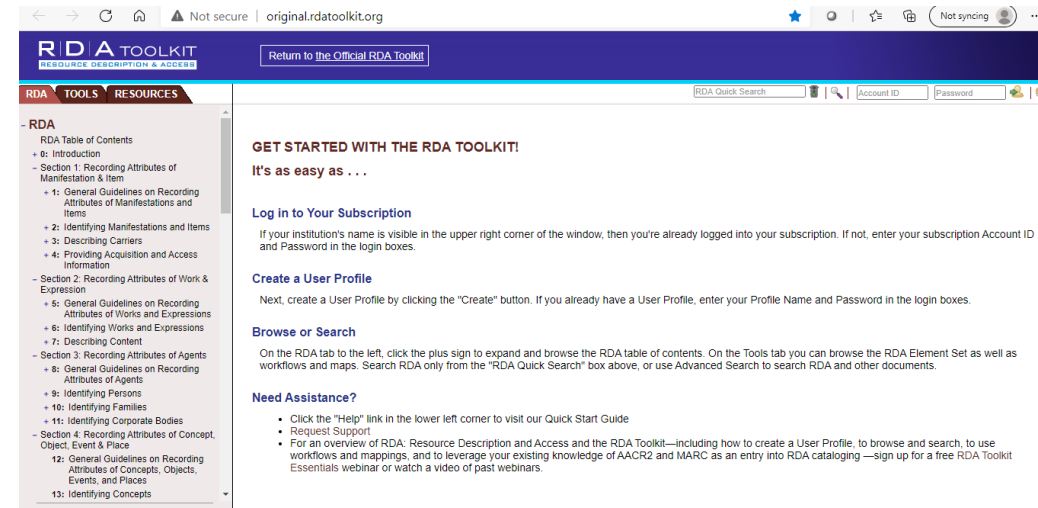 Not secure | original.rdatoolkit.org
Not syncing
R|D|A TOOLKIT
RESOURCE DESCRIPTION & ACCESS
Return to the Official RDA Toolkit
RDA TOOLS RESOURCES
RDA Quick Search
Account ID
Password
- RDA
RDA Table of Contents
+ 0: Introduction
– Section 1: Recording Attributes of
Manifestation & Item
+ 1: General Guidelines on Recording
Attributes of Manifestations and
Items
+ 2: Identifying Manifestations and Items
+ 3: Describing Carriers
+ 4: Providing Acquisition and Access
Information
– Section 2: Recording Attributes of Work &
Expression
+ 5: General Guidelines on Recording
Attributes of Works and Expressions
+ 6: Identifying Works and Expressions
+ 7: Describing Content
– Section 3: Recording Attributes of Agents
+ 8: General Guidelines on Recording
Attributes of Agents
+ 9: Identifying Persons
+ 10: Identifying Families
+ 11: Identifying Corporate Bodies
– Section 4: Recording Attributes of Concept,
Object, Event & Place
12: General Guidelines on Recording
Attributes of Concepts, Objects,
Events, and Places
13: Identifying Concepts
GET STARTED WITH THE RDA TOOLKIT!
It's as easy as . . .
Log in to Your Subscription
If your institution's name is visible in the upper right corner of the window, then you're already logged into your subscription. If not, enter your subscription Account ID
and Password in the login boxes.
Create a User Profile
Next, create a User Profile by clicking the "Create" button. If you already have a User Profile, enter your Profile Name and Password in the login boxes.
Browse or Search
On the RDA tab to the left, click the plus sign to expand and browse the RDA table of contents. On the Tools tab you can browse the RDA Element Set as well as
workflows and maps. Search RDA only from the "RDA Quick Search" box above, or use Advanced Search to search RDA and other documents.
Need Assistance?
• Click the "Help" link in the lower left corner to visit our Quick Start Guide
• Request Support
• For an overview of RDA: Resource Description and Access and the RDA Toolkit—including how to create a User Profile, to browse and search, to use
workflows and mappings, and to leverage your existing knowledge of AACR2 and MARC as an entry into RDA cataloging —sign up for a free RDA Toolkit
Essentials webinar or watch a video of past webinars.